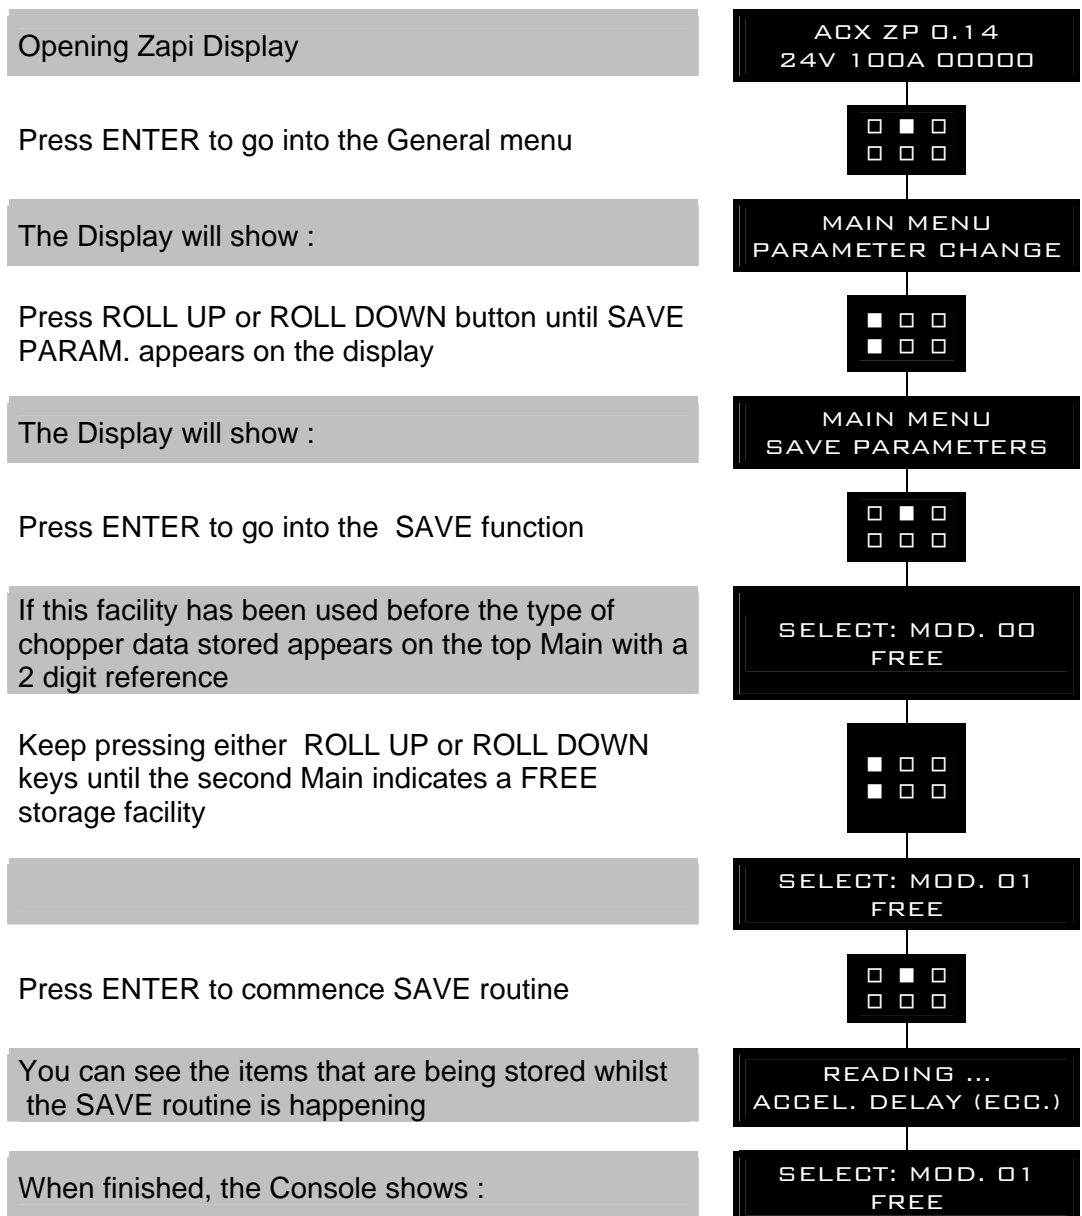 Opening Zapi Display
ACX ZP 0.14
24V 100A 00000
Press ENTER to go into the General menu
The Display will show :
MAIN MENU
PARAMETER CHANGE
Press ROLL UP or ROLL DOWN button until SAVE
PARAM. appears on the display
The Display will show :
MAIN MENU
SAVE PARAMETERS
Press ENTER to go into the  SAVE function
If this facility has been used before the type of
chopper data stored appears on the top Main with a
2 digit reference
SELECT: MOD. 00
FREE
Keep pressing either  ROLL UP or ROLL DOWN
keys until the second Main indicates a FREE
storage facility
SELECT: MOD. 01
FREE
Press ENTER to commence SAVE routine
You can see the items that are being stored whilst
the SAVE routine is happening
READING ...
ACCEL. DELAY (ECC.)
When finished, the Console shows :
SELECT: MOD. 01
FREE